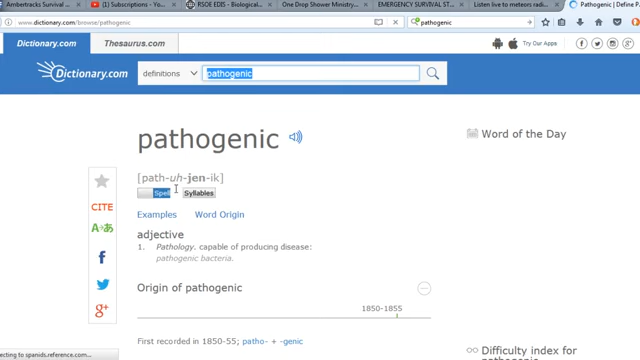 Ambertracks Survival ...
(1) Subscriptions - Yo...
RSOE EDIS - Biological...
One Drop Shower Ministry...
EMERGENCY SURVIVAL ST...
Listen live to meteors radi...
Pathogenic | Define P...
www.dictionary.com/browse/pathogenic
pathogenic
Dictionary.com
Thesaurus.com
Try Our Apps
Dictionary.com
definitions
pathogenic
pathogenic
Word of the Day
[path-uh-jen-ik]
Spell
Syllables
CITE
Examples
Word Origin
adjective
1. Pathology. capable of producing disease:
pathogenic bacteria.
Origin of pathogenic
1850-1855
First recorded in 1850-55; patho- + -genic
Difficulty index for
pathogenic
ecting to spanids.reference.com...